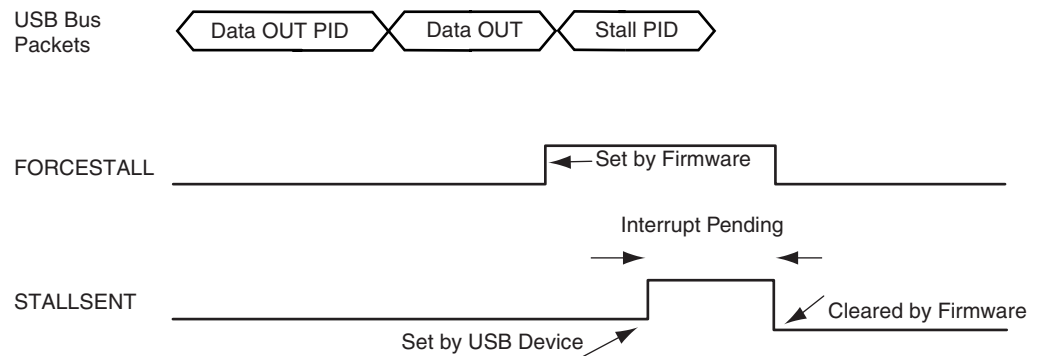 USB Bus
Packets
Data OUT PID
Data OUT
Stall PID
FORCESTALL
Set by Firmware
Interrupt Pending
STALLSENT
Cleared by Firmware
Set by USB Device